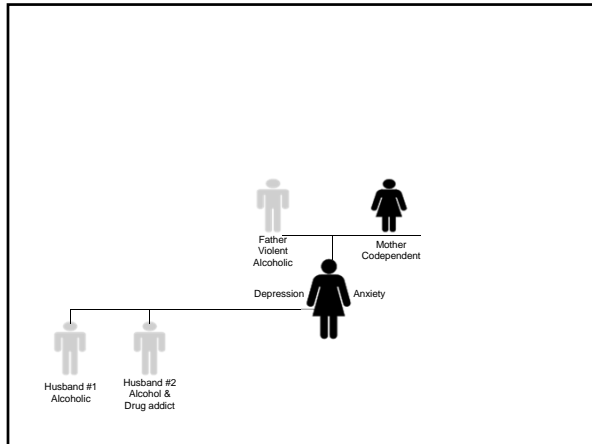 Father
Violent
Alcoholic
Mother
Codependent
Depression
Anxiety
Husband #1
Alcoholic
Husband #2
Alcohol &
Drug addict